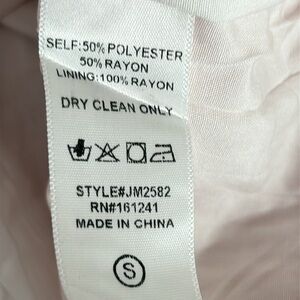 SELF:50% POLYESTER
50% RAYON
LINING:100% RAYON
DRY CLEAN ONLY
STYLE#JM2582
RN#161241
MADE IN CHINA
S